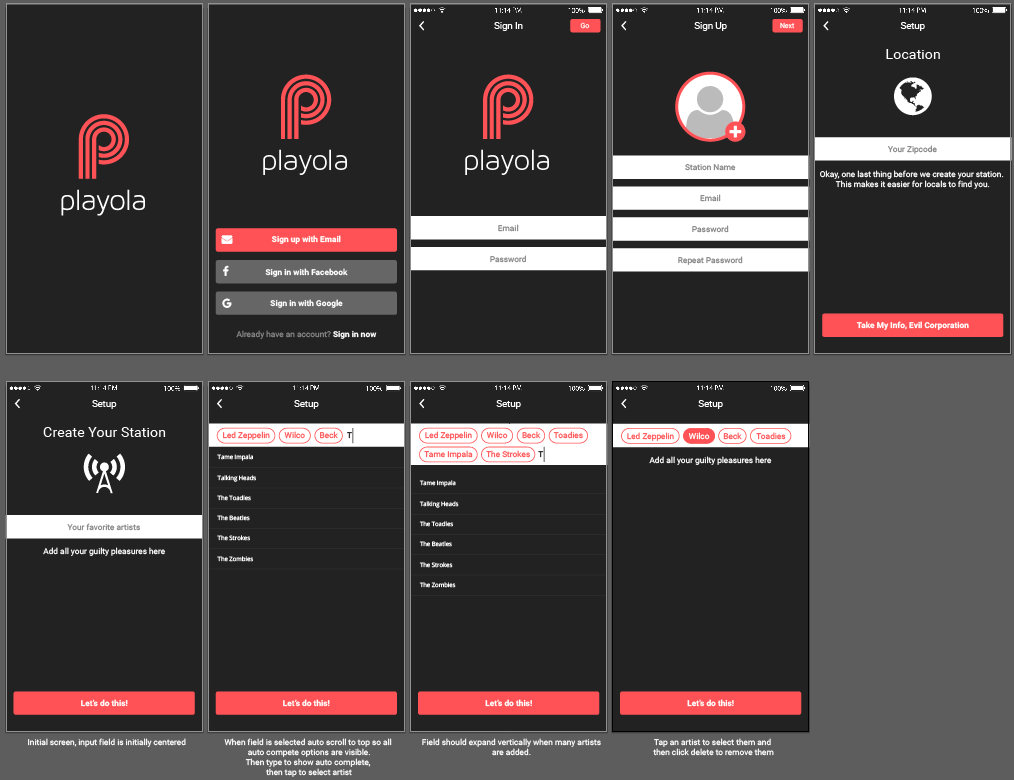 playola
playola
Sign up with Email
Sign in with Facebook
Sign in with Google
Already have an account? Sign in now
11:14 PM 100%
Sign In
Go
playola
Email
Password
11:14 PM 100%
Sign Up
Next
Station Name
Email
Password
Repeat Password
11:14 PM 100%
Setup
Location
Your Zipcode
Okay, one last thing before we create your station.
This makes it easier for locals to find you.
Take My Info, Evil Corporation
11:14 PM 100%
Setup
Create Your Station
Your favorite artists
Add all your guilty pleasures here
Let's do this!
Initial screen, input field is initially centered
11:14 PM 100%
Setup
Led Zeppelin Wilco Beck T
Tame Impala
Talking Heads
The Toadies
The Beatles
The Strokes
The Zombies
Let's do this!
When field is selected auto scroll to top so all
auto compete options are visible.
Then type to show auto complete,
then tap to select artist
11:14 PM 100%
Setup
Led Zeppelin Wilco Beck Toadies
Tame Impala The Strokes T
Tame Impala
Talking Heads
The Toadies
The Beatles
The Strokes
The Zombies
Let's do this!
Field should expand vertically when many artists
are added.
11:14 PM 100%
Setup
Led Zeppelin Wilco Beck Toadies
Add all your guilty pleasures here
Let's do this!
Tap an artist to select them and
then click delete to remove them